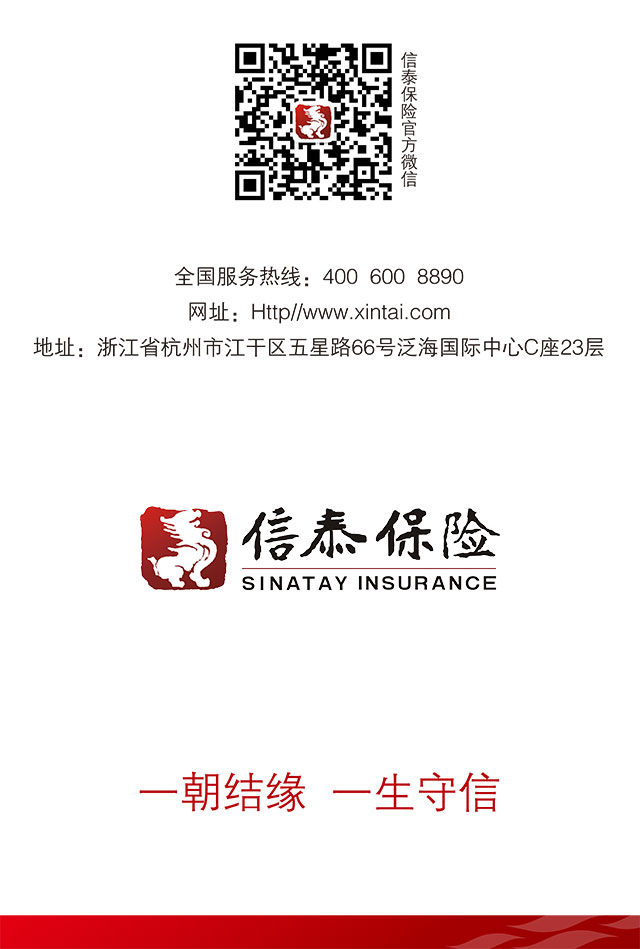 信泰保险官方微信
全国服务热线：400 600 8890
网址：Http//www.xintai.com
地址：浙江省杭州市江干区五星路66号泛海国际中心C座23层
信泰保险
SINATAY INSURANCE
一朝结缘 一生守信